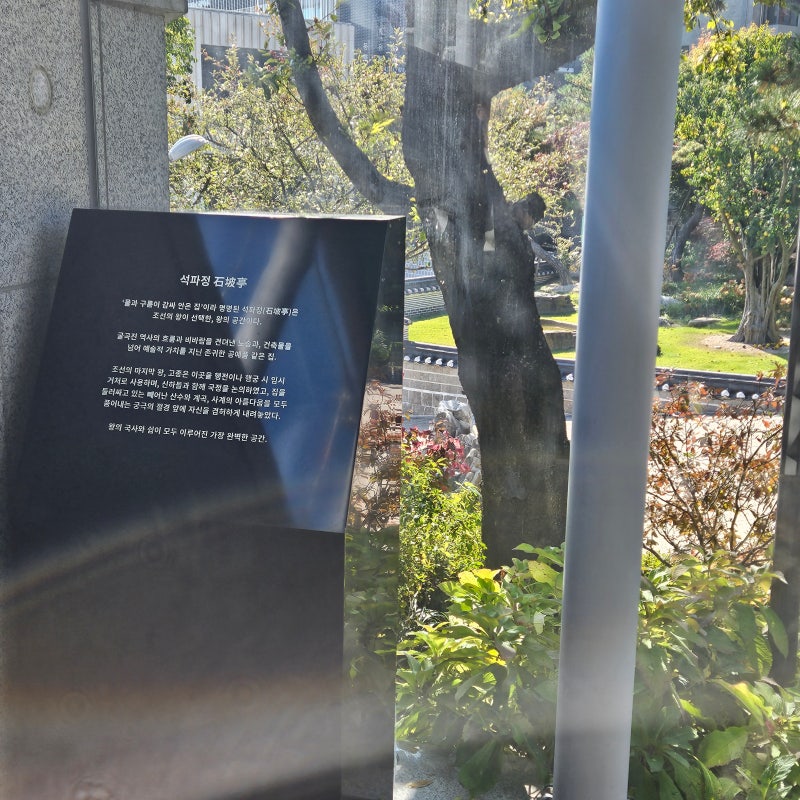 석파정 石坡亭
'물과 구름이 감싸 안은 집'이라 명명된 석파정(石坡亭)은
조선의 왕이 선택한, 왕의 공간이다.
굴곡진 역사의 흐름과 비바람을 견뎌낸 노송과, 건축물을
넘어 예술적 가치를 지닌 존귀한 공예품 같은 집.
조선의 마지막 왕, 고종은 이곳을 행전이나 행궁 시 임시
거처로 사용하며, 신하들과 함께 국정을 논의하였고, 집을
둘러싸고 있는 빼어난 산수와 계곡, 사계의 아름다움을 모두
품어내는 궁극의 절경 앞에 자신을 겸허하게 내려놓았다.
왕의 국사와 쉼이 모두 이루어진 가장 완벽한 공간.